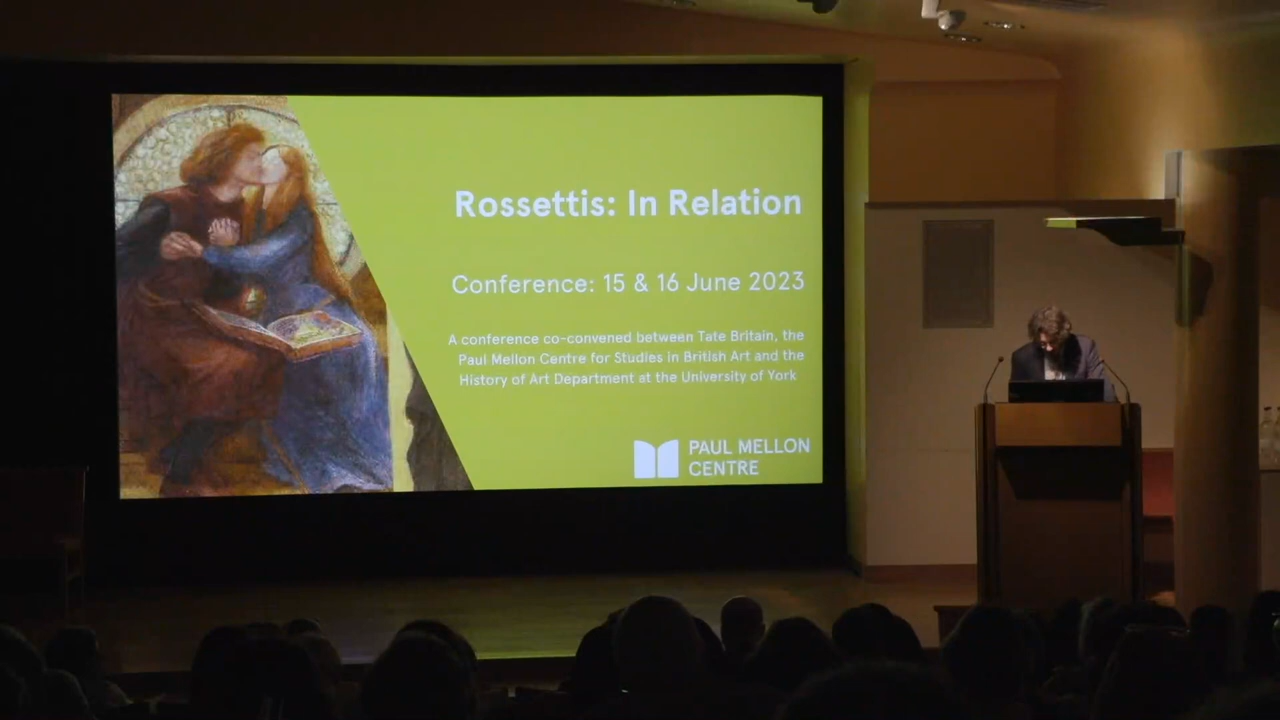 Rossettis: In Relation
Conference: 15 & 16 June 2023
A conference co-convened between Tate Britain, the
Paul Mellon Centre for Studies in British Art and the
History of Art Department at the University of York
PAUL MELLON
CENTRE